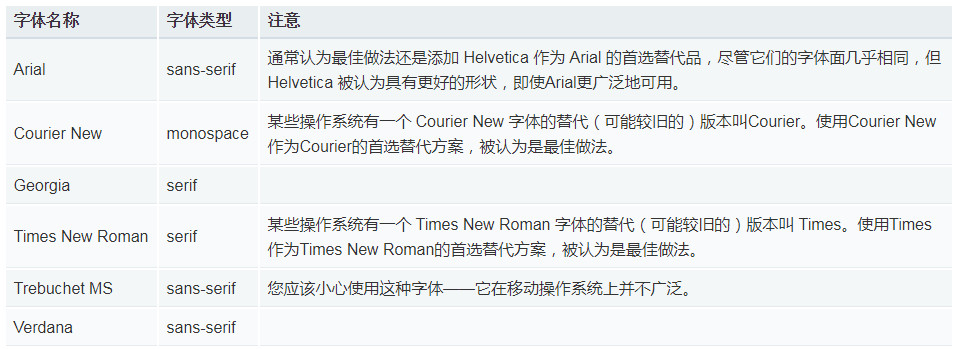 字体名称 字体类型 注意
Arial sans-serif 通常认为最佳做法还是添加 Helvetica 作为 Arial 的首选替代品，尽管它们的字体面几乎相同，但
Helvetica 被认为具有更好的形状，即使Arial更广泛地可用。
Courier New monospace 某些操作系统有一个 Courier New 字体的替代（可能较旧的）版本叫Courier。使用Courier New
作为Courier的首选替代方案，被认为是最佳做法。
Georgia serif
Times New Roman serif 某些操作系统有一个 Times New Roman 字体的替代（可能较旧的）版本叫 Times。使用Times
作为Times New Roman的首选替代方案，被认为是最佳做法。
Trebuchet MS sans-serif 您应该小心使用这种字体——它在移动操作系统上并不广泛。
Verdana sans-serif